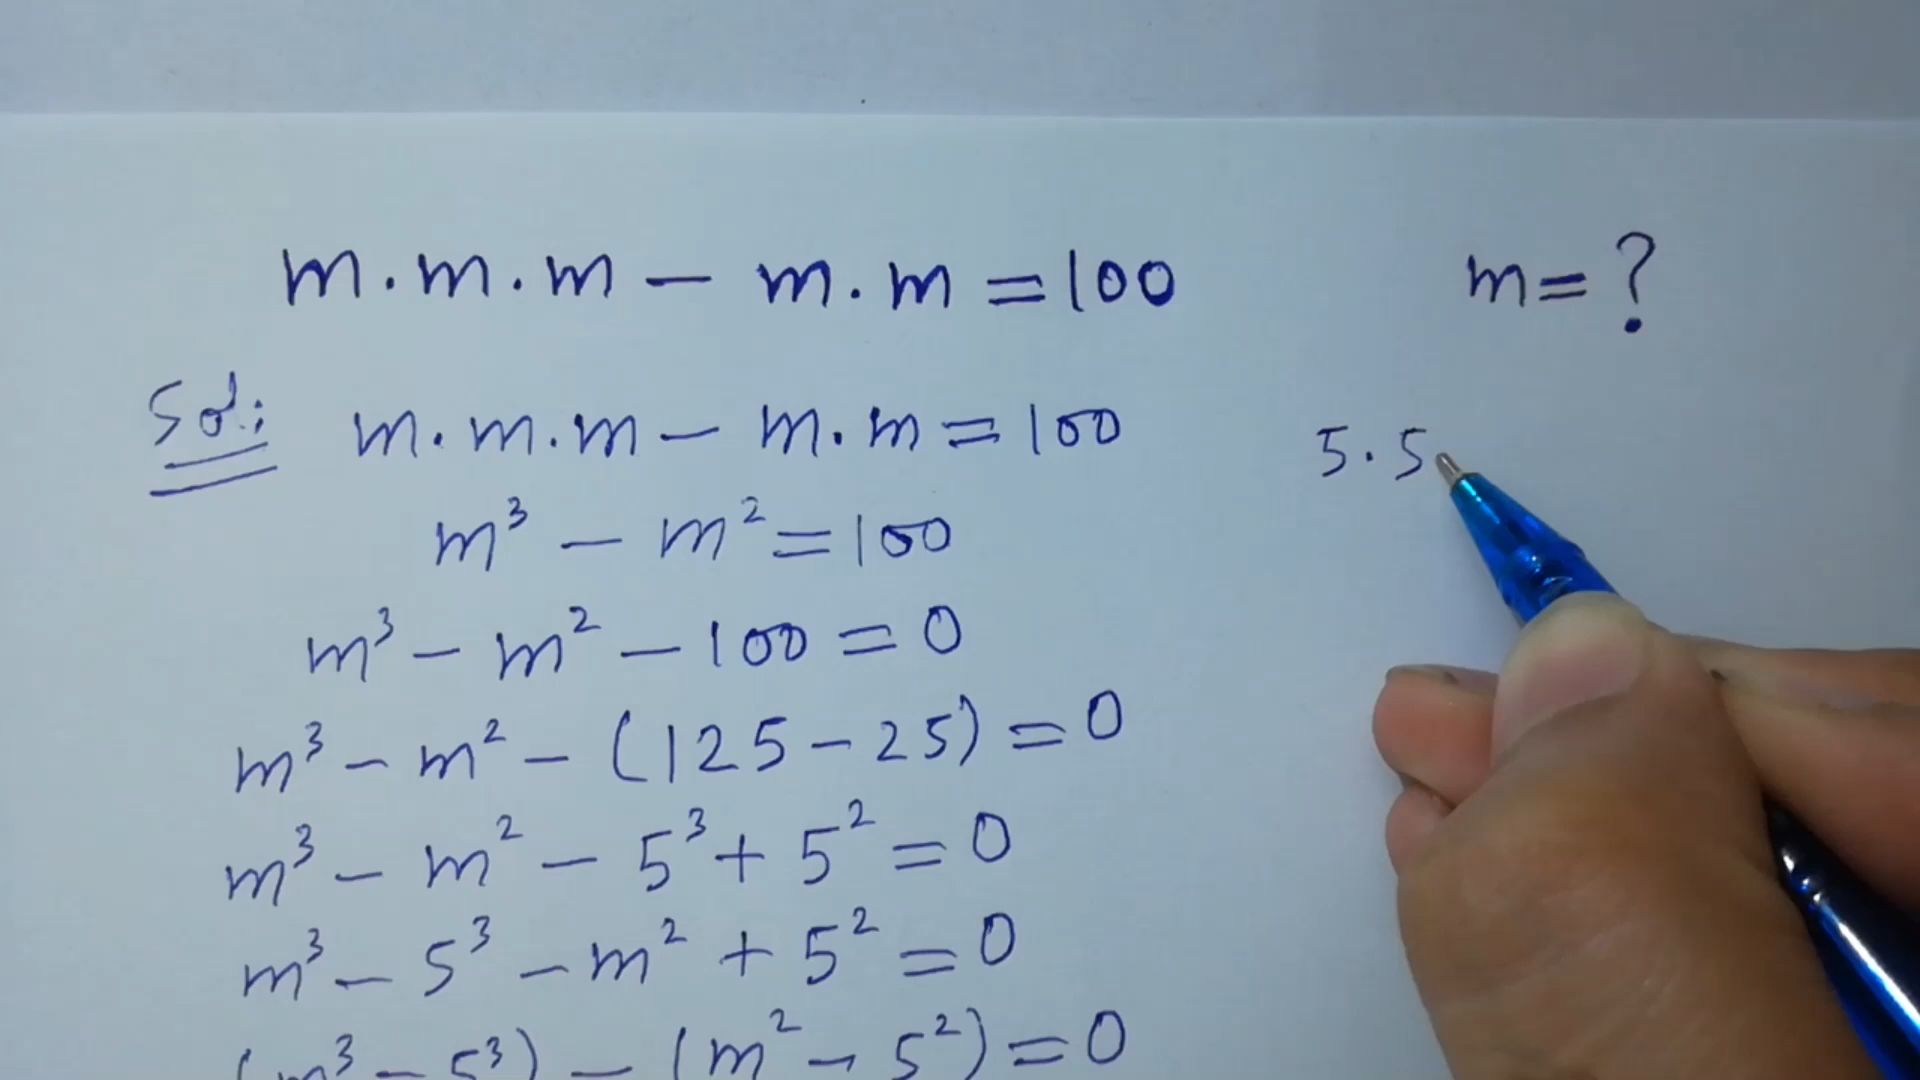 m.m.m - m.m = 100
m = ?
Sol:
m.m.m - m.m = 100
5.5
m³ - m² = 100
m³ - m² - 100 = 0
m³ - m² - (125 - 25) = 0
m³ - m² - 5³ + 5² = 0
m³ - 5³ - m² + 5² = 0
(m³ - 5³) - (m² - 5²) = 0